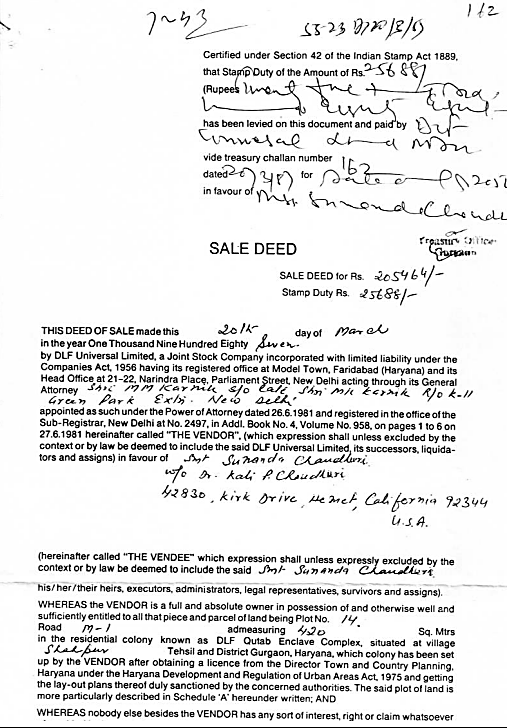 7243
112
Certified under Section 42 of the Indian Stamp Act 1889,
that Stamp Duty of the Amount of Rs. 25688/
(Rupees
has been levied on this document and paid by DLF
Universal
vide treasury challan number 162
dated 20/3/87 for Sale
in favour of Mrs Sunanda Chaudh
Treasury Officer
Gurgaon
SALE DEED
SALE DEED for Rs. 205464/-
Stamp Duty Rs. 25688/-
THIS DEED OF SALE made this 20th day of March
in the year One Thousand Nine Hundred Eighty Seven
by DLF Universal Limited, a Joint Stock Company incorporated with limited liability under the
Companies Act, 1956 having its registered office at Model Town, Faridabad (Haryana) and its
Head Office at 21-22, Narindra Place, Parliament Street, New Delhi acting through its General
Attorney Shri M M Karnik s/o Late Shri M K Karnik R/o K-11
Green Park Extn. New Delhi
appointed as such under the Power of Attorney dated 26.6.1981 and registered in the office of the
Sub-Registrar, New Delhi at No. 2497, in Addl. Book No. 4, Volume No. 958, on pages 1 to 6 on
27.6.1981 hereinafter called "THE VENDOR", (which expression shall unless excluded by the
context or by law be deemed to include the said DLF Universal Limited, its successors, liquida-
tors and assigns) in favour of Smt Sunanda Chaudhuri
w/o Dr. Kali P. Chaudhuri
42830, Kirk Drive, Hemet, California 92344
U.S.A.
(hereinafter called "THE VENDEE" which expression shall unless expressly excluded by the
context or by law be deemed to include the said Smt Sunanda Chaudhuri
his/her/their heirs, executors, administrators, legal representatives, survivors and assigns).
WHEREAS the VENDOR is a full and absolute owner in possession of and otherwise well and
sufficiently entitled to all that piece and parcel of land being Plot No. 14.
Road M-1 admeasuring 420 Sq. Mtrs
in the residential colony known as DLF Qutab Enclave Complex, situated at village
Shahpur Tehsil and District Gurgaon, Haryana, which colony has been set
up by the VENDOR after obtaining a licence from the Director Town and Country Planning,
Haryana under the Haryana Development and Regulation of Urban Areas Act, 1975 and getting
the lay-out plans thereof duly sanctioned by the concerned authorities. The said plot of land is
more particularly described in Schedule 'A' hereunder written; AND
WHEREAS nobody else besides the VENDOR has any sort of interest, right or claim whatsoever